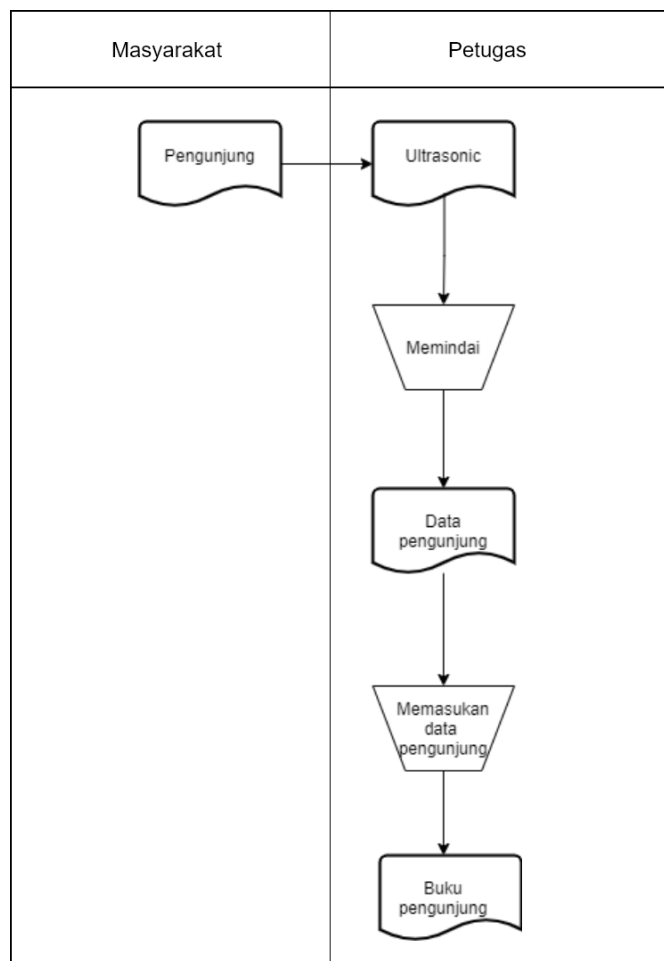 Masyarakat
Petugas
Pengunjung
Ultrasonic
Memindai
Data
pengunjung
Memasukan
data
pengunjung
Buku
pengunjung